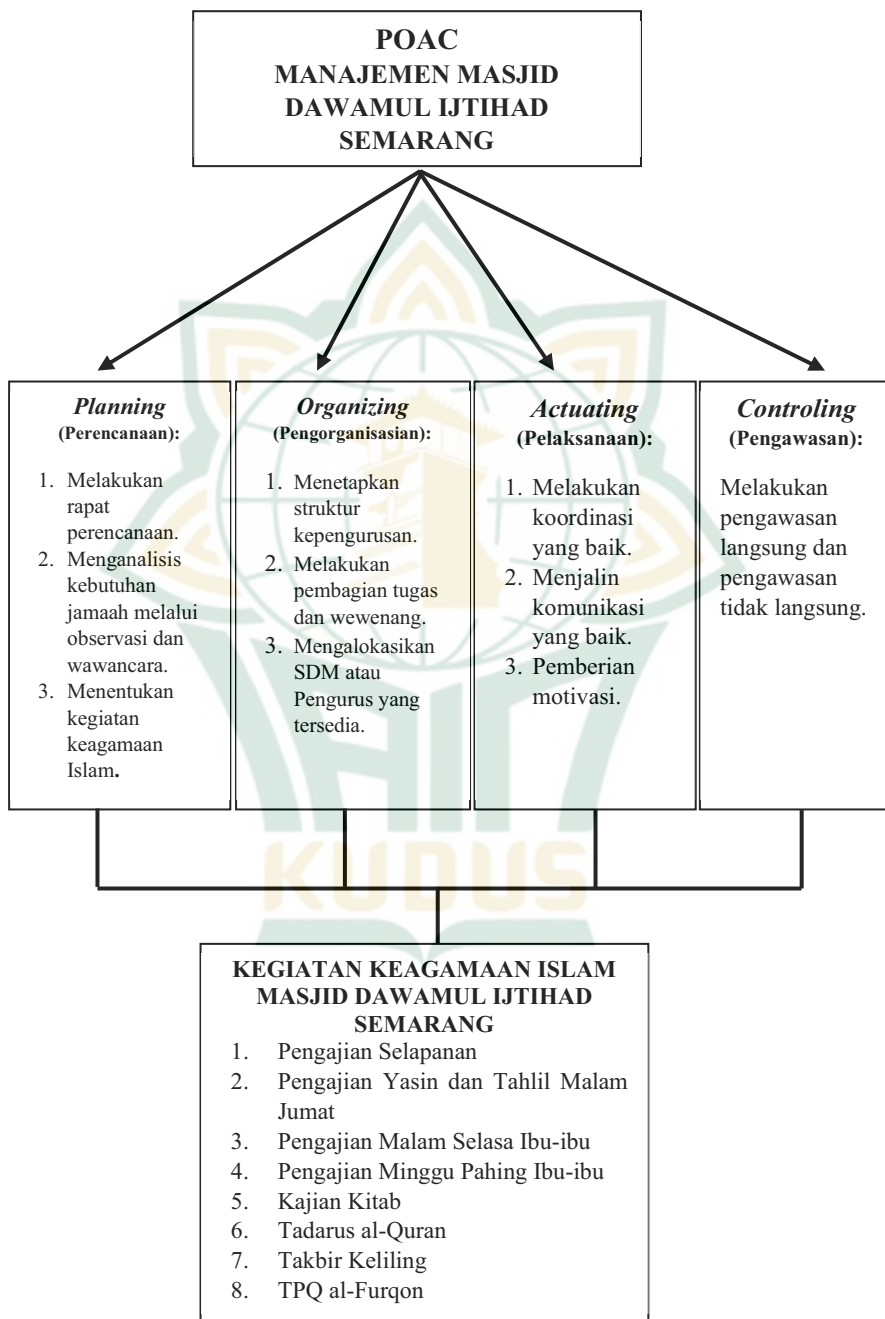 POAC
MANAJEMEN MASJID
DAWAMUL IJTIHAD
SEMARANG
Planning
(Perencanaan):
1. Melakukan
rapat
perencanaan.
2. Menganalisis
kebutuhan
jamaah melalui
observasi dan
wawancara.
3. Menentukan
kegiatan
keagamaan
Islam.
Organizing
(Pengorganisasian):
1. Menetapkan
struktur
kepengurusan.
2. Melakukan
pembagian tugas
dan wewenang.
3. Mengalokasikan
SDM atau
Pengurus yang
tersedia.
Actuating
(Pelaksanaan):
1. Melakukan
koordinasi
yang baik.
2. Menjalin
komunikasi
yang baik.
3. Pemberian
motivasi.
Controling
(Pengawasan):
Melakukan
pengawasan
langsung dan
pengawasan
tidak langsung.
KUDUS
KEGIATAN KEAGAMAAN ISLAM
MASJID DAWAMUL IJTIHAD
SEMARANG
1. Pengajian Selapanan
2. Pengajian Yasin dan Tahlil Malam
Jumat
3. Pengajian Malam Selasa Ibu-ibu
4. Pengajian Minggu Pahing Ibu-ibu
5. Kajian Kitab
6. Tadarus al-Quran
7. Takbir Keliling
8. TPQ al-Furqon